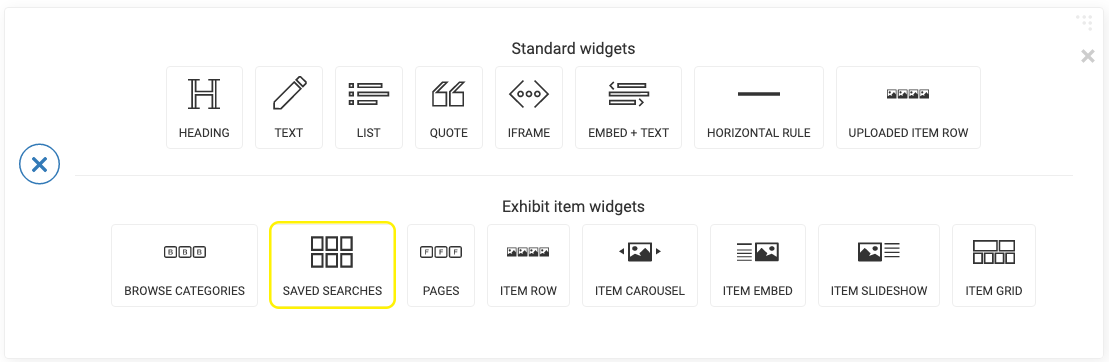 Standard widgets
HEADING TEXT LIST QUOTE IFRAME EMBED + TEXT HORIZONTAL RULE UPLOADED ITEM ROW
Exhibit item widgets
B B B F F F
BROWSE CATEGORIES SAVED SEARCHES PAGES ITEM ROW ITEM CAROUSEL ITEM EMBED ITEM SLIDESHOW ITEM GRID